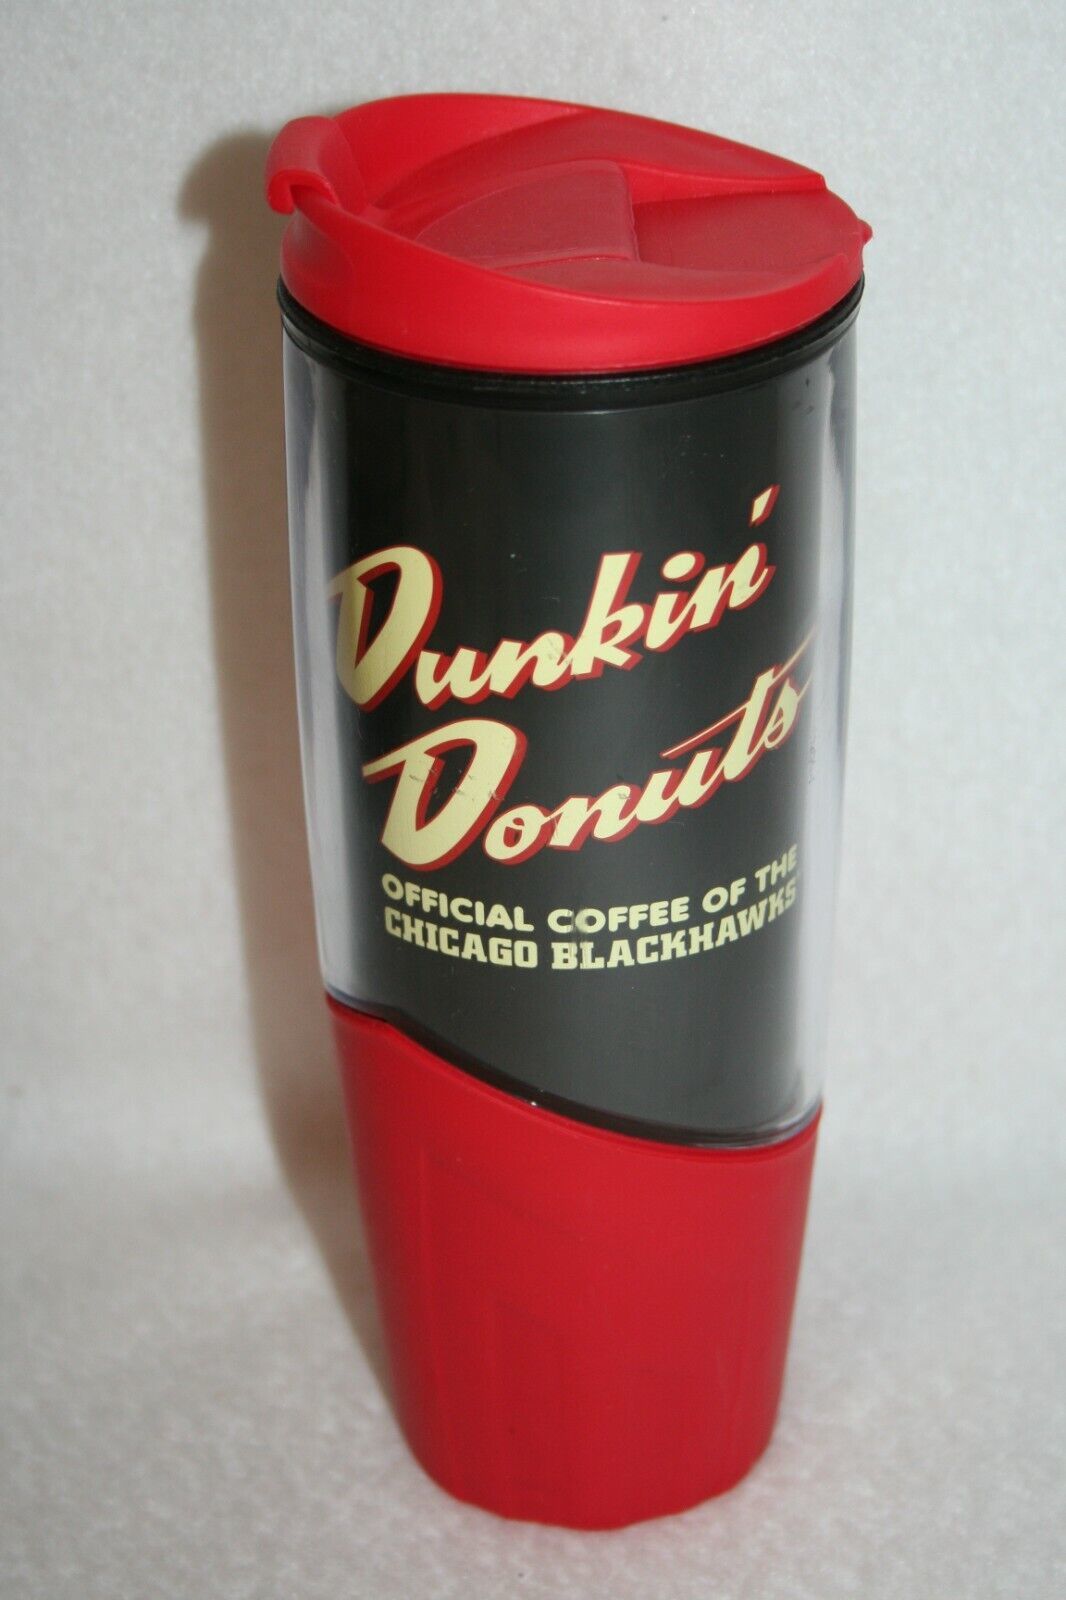 Dunkin'
Donuts
OFFICIAL COFFEE OF THE
CHICAGO BLACKHAWKS